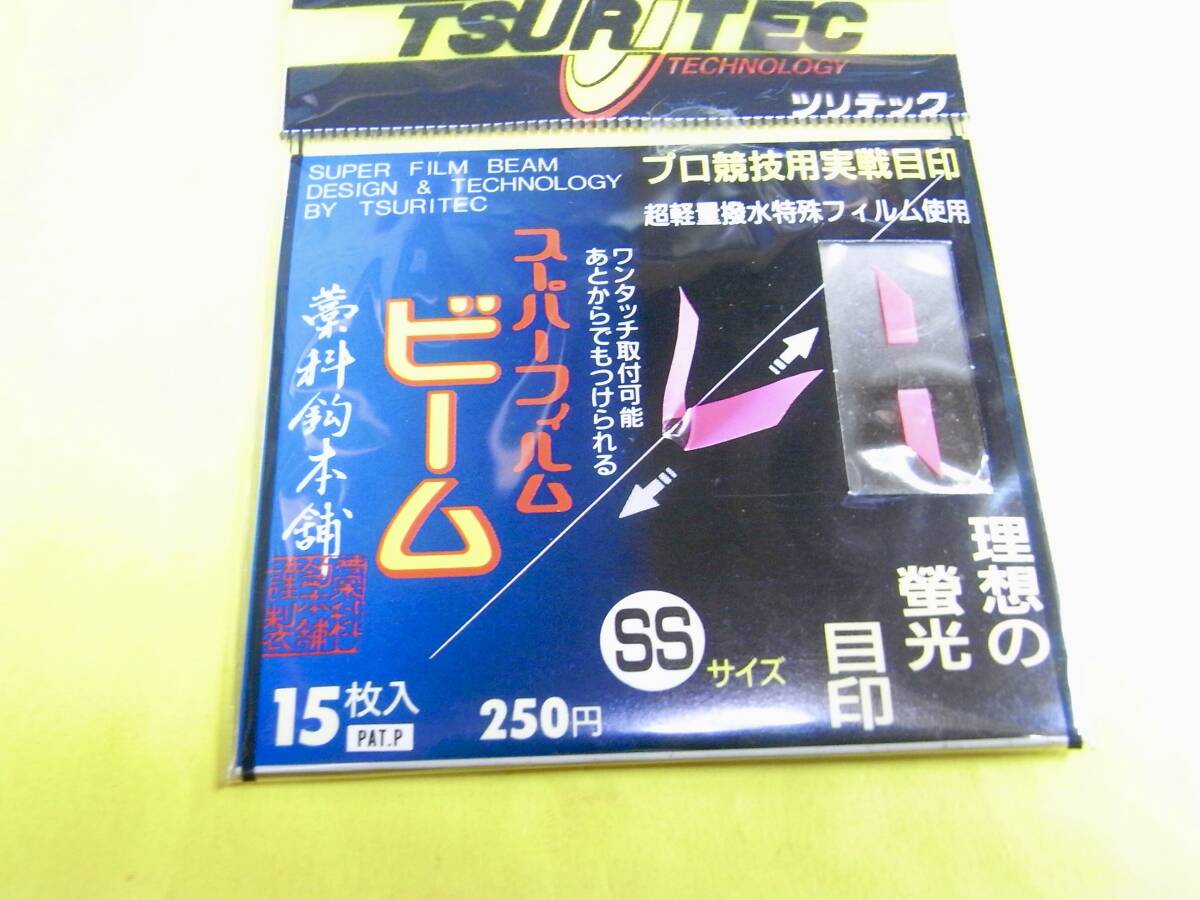 TSURITEC
TECHNOLOGY
ツリテック
SUPER FILM BEAM
DESIGN & TECHNOLOGY
BY TSURITEC
プロ競技用実戦目印
超軽量撥水特殊フィルム使用
ワンタッチ取付可能
あとからでもつけられる
スーパーフィルム
ビーム
藁科鈎本舗
理想の
螢光
目印
SSサイズ
15枚入
PAT.P
250円